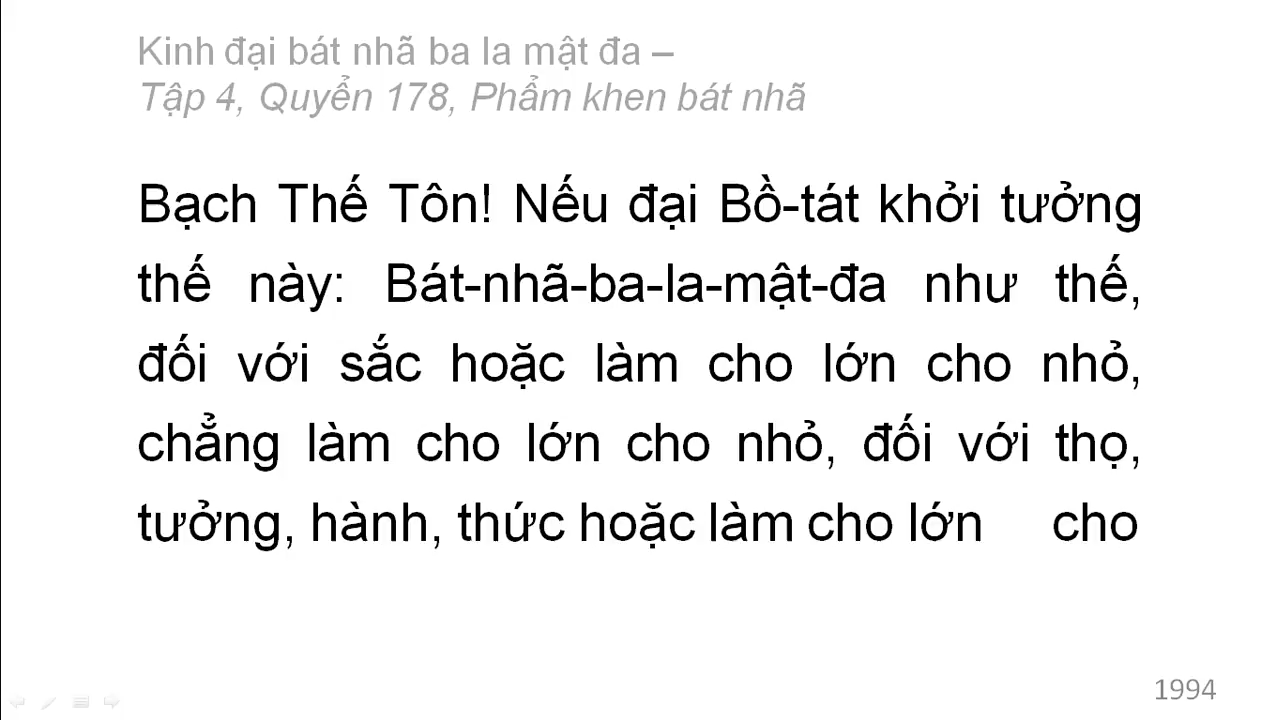 Kinh đại bát nhã ba la mật đa –
Tập 4, Quyển 178, Phẩm khen bát nhã
Bạch Thế Tôn! Nếu đại Bồ-tát khởi tưởng
thế này: Bát-nhã-ba-la-mật-đa như thế,
đối với sắc hoặc làm cho lớn cho nhỏ,
chẳng làm cho lớn cho nhỏ, đối với thọ,
tưởng, hành, thức hoặc làm cho lớn cho
1994